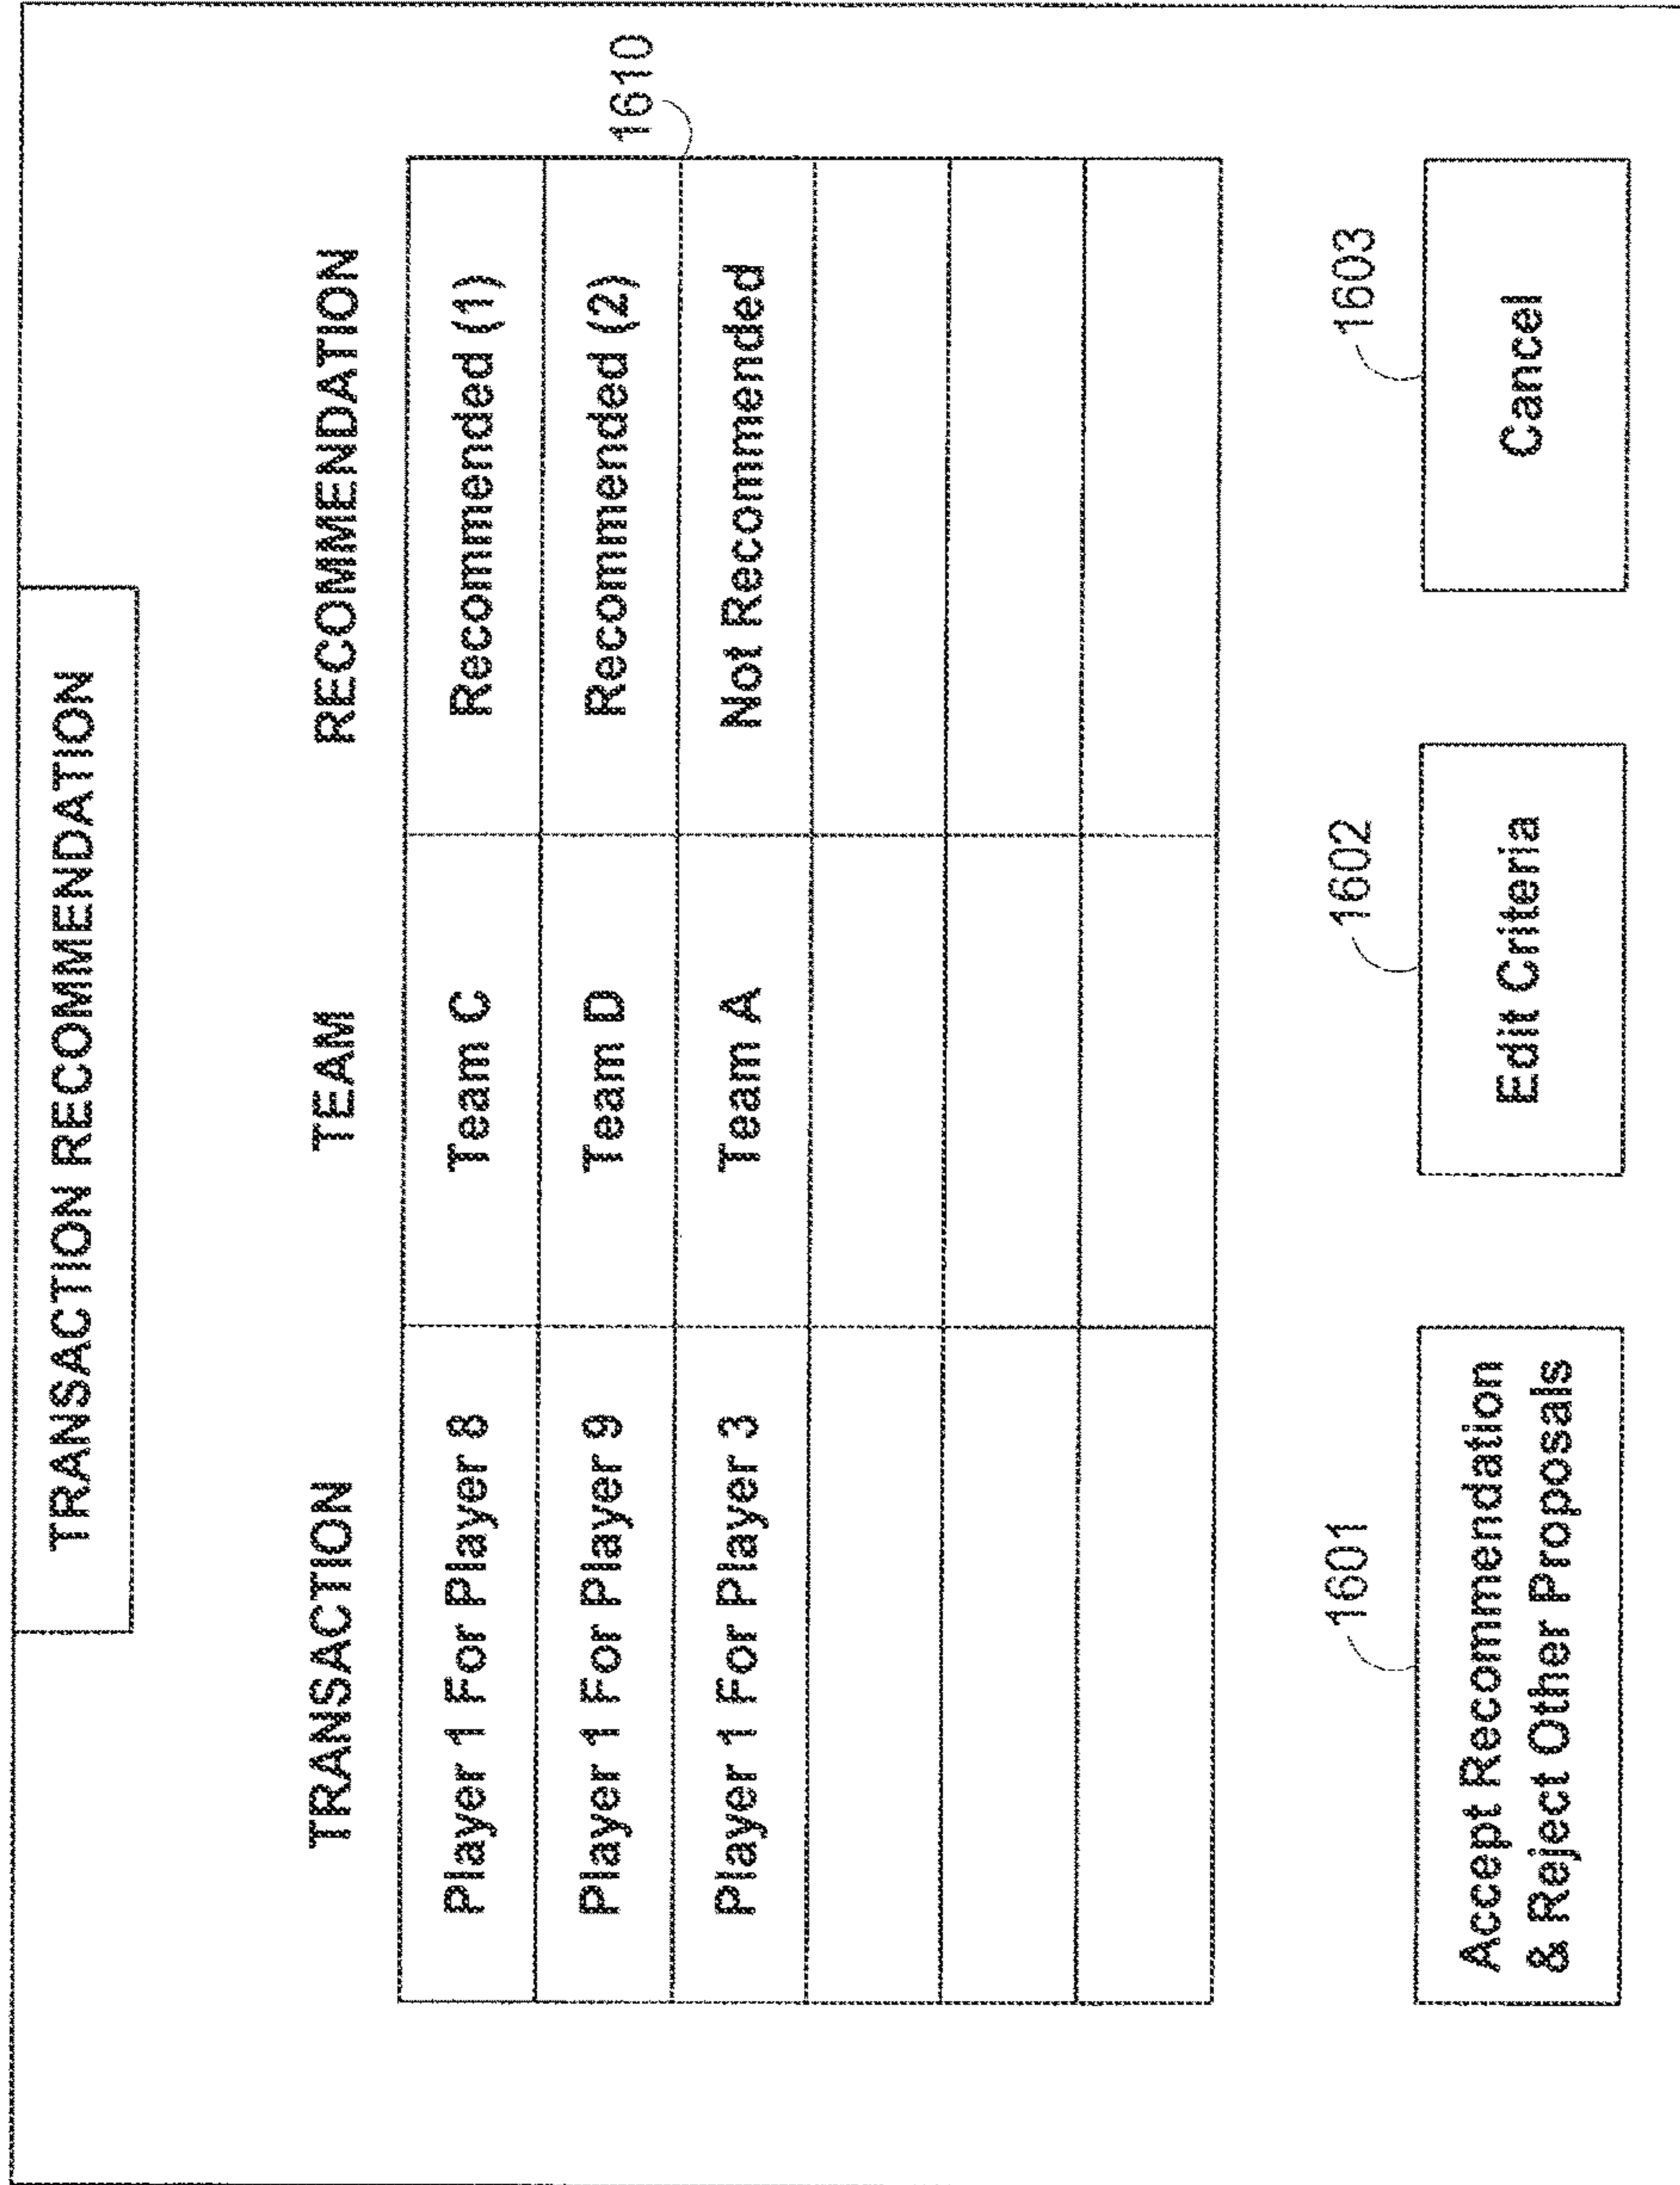 TRANSACTION RECOMMENDATION
TRANSACTION TEAM RECOMMENDATION
Player 1 For Player 8 Team C Recommended (1)
Player 1 For Player 9 Team D Recommended (2)
Player 1 For Player 3 Team A Not Recommended
1610
1601
Accept Recommendation
& Reject Other Proposals
1602
Edit Criteria
1603
Cancel